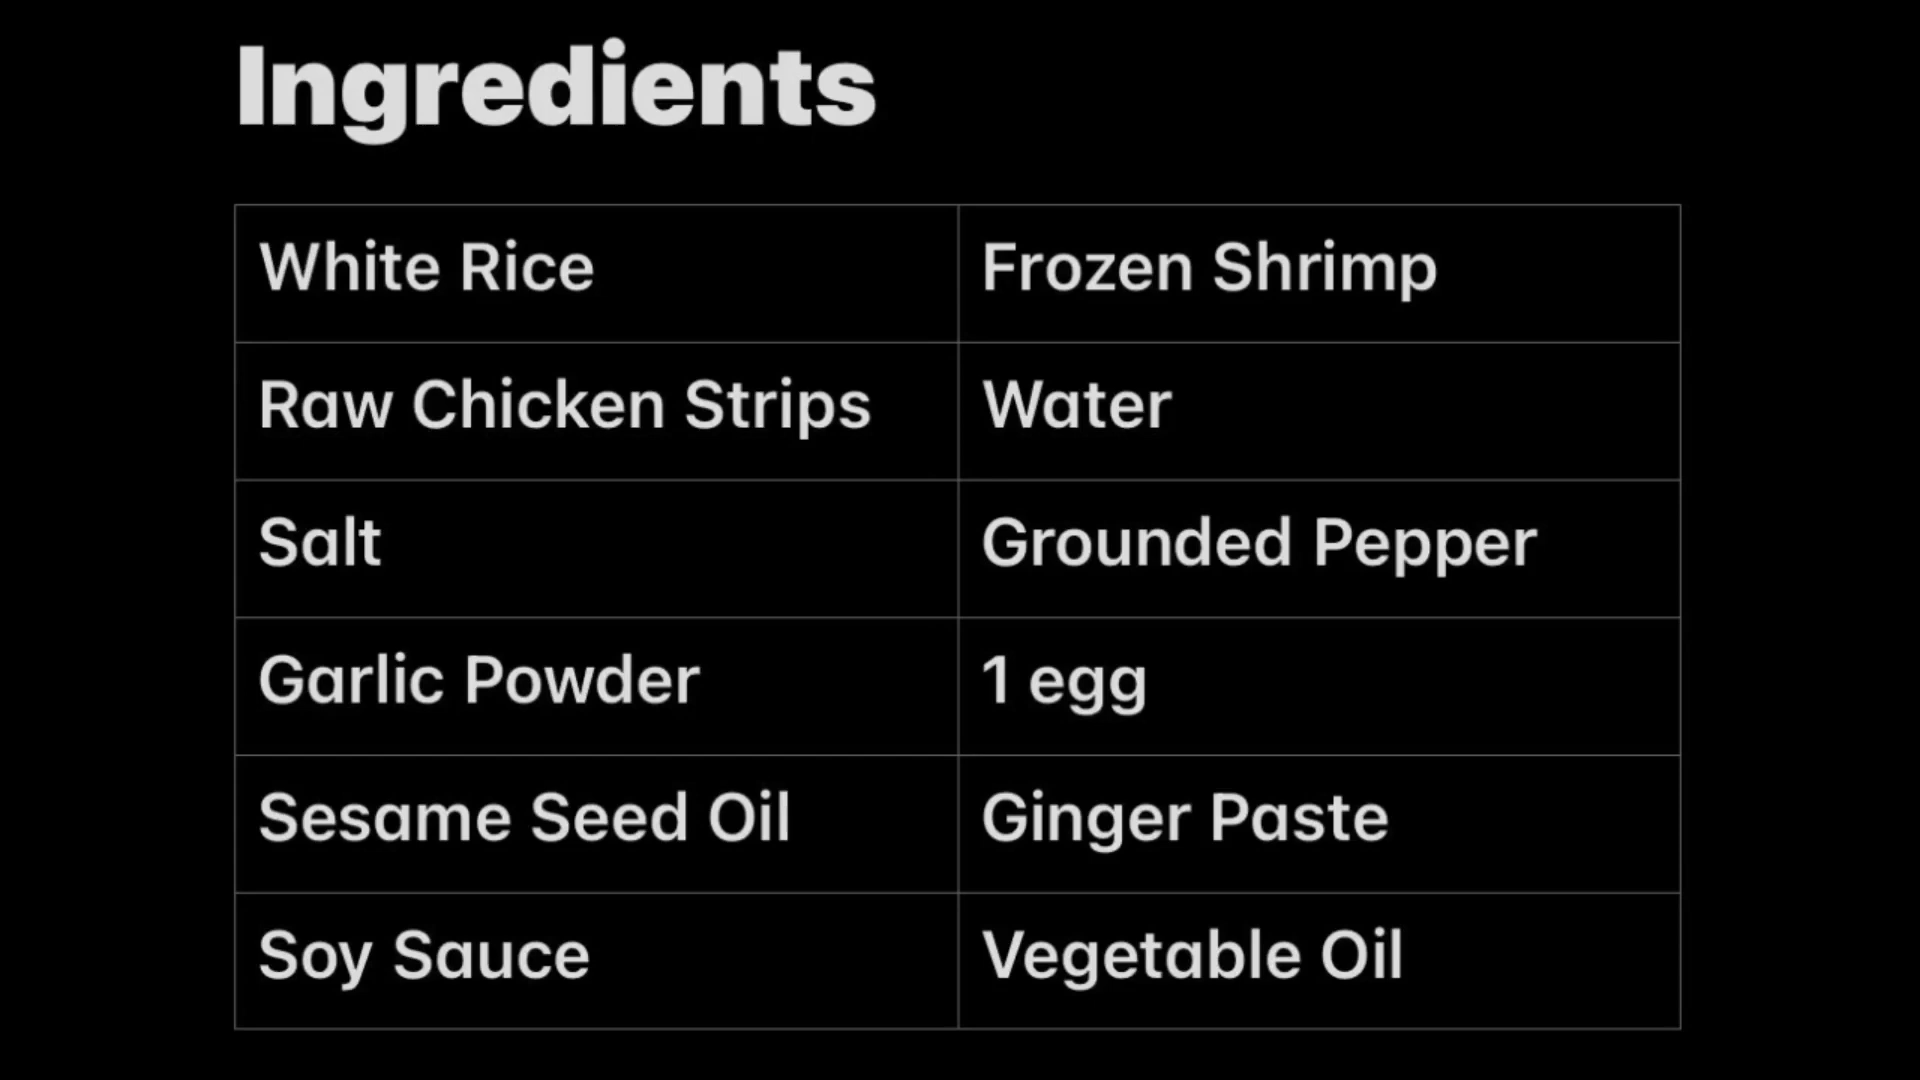 Ingredients
White Rice
Frozen Shrimp
Raw Chicken Strips
Water
Salt
Grounded Pepper
Garlic Powder
1 egg
Sesame Seed Oil
Ginger Paste
Soy Sauce
Vegetable Oil